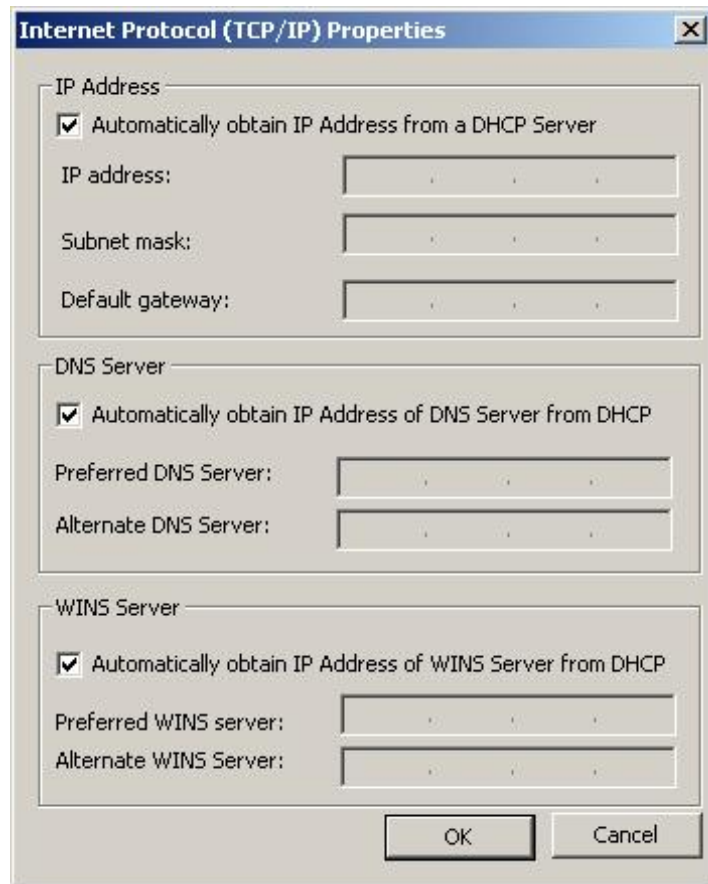 Internet Protocol (TCP/IP) Properties
IP Address
Automatically obtain IP Address from a DHCP Server
IP address:
Subnet mask:
Default gateway:
DNS Server
Automatically obtain IP Address of DNS Server from DHCP
Preferred DNS Server:
Alternate DNS Server:
WINS Server
Automatically obtain IP Address of WINS Server from DHCP
Preferred WINS server:
Alternate WINS Server:
OK Cancel